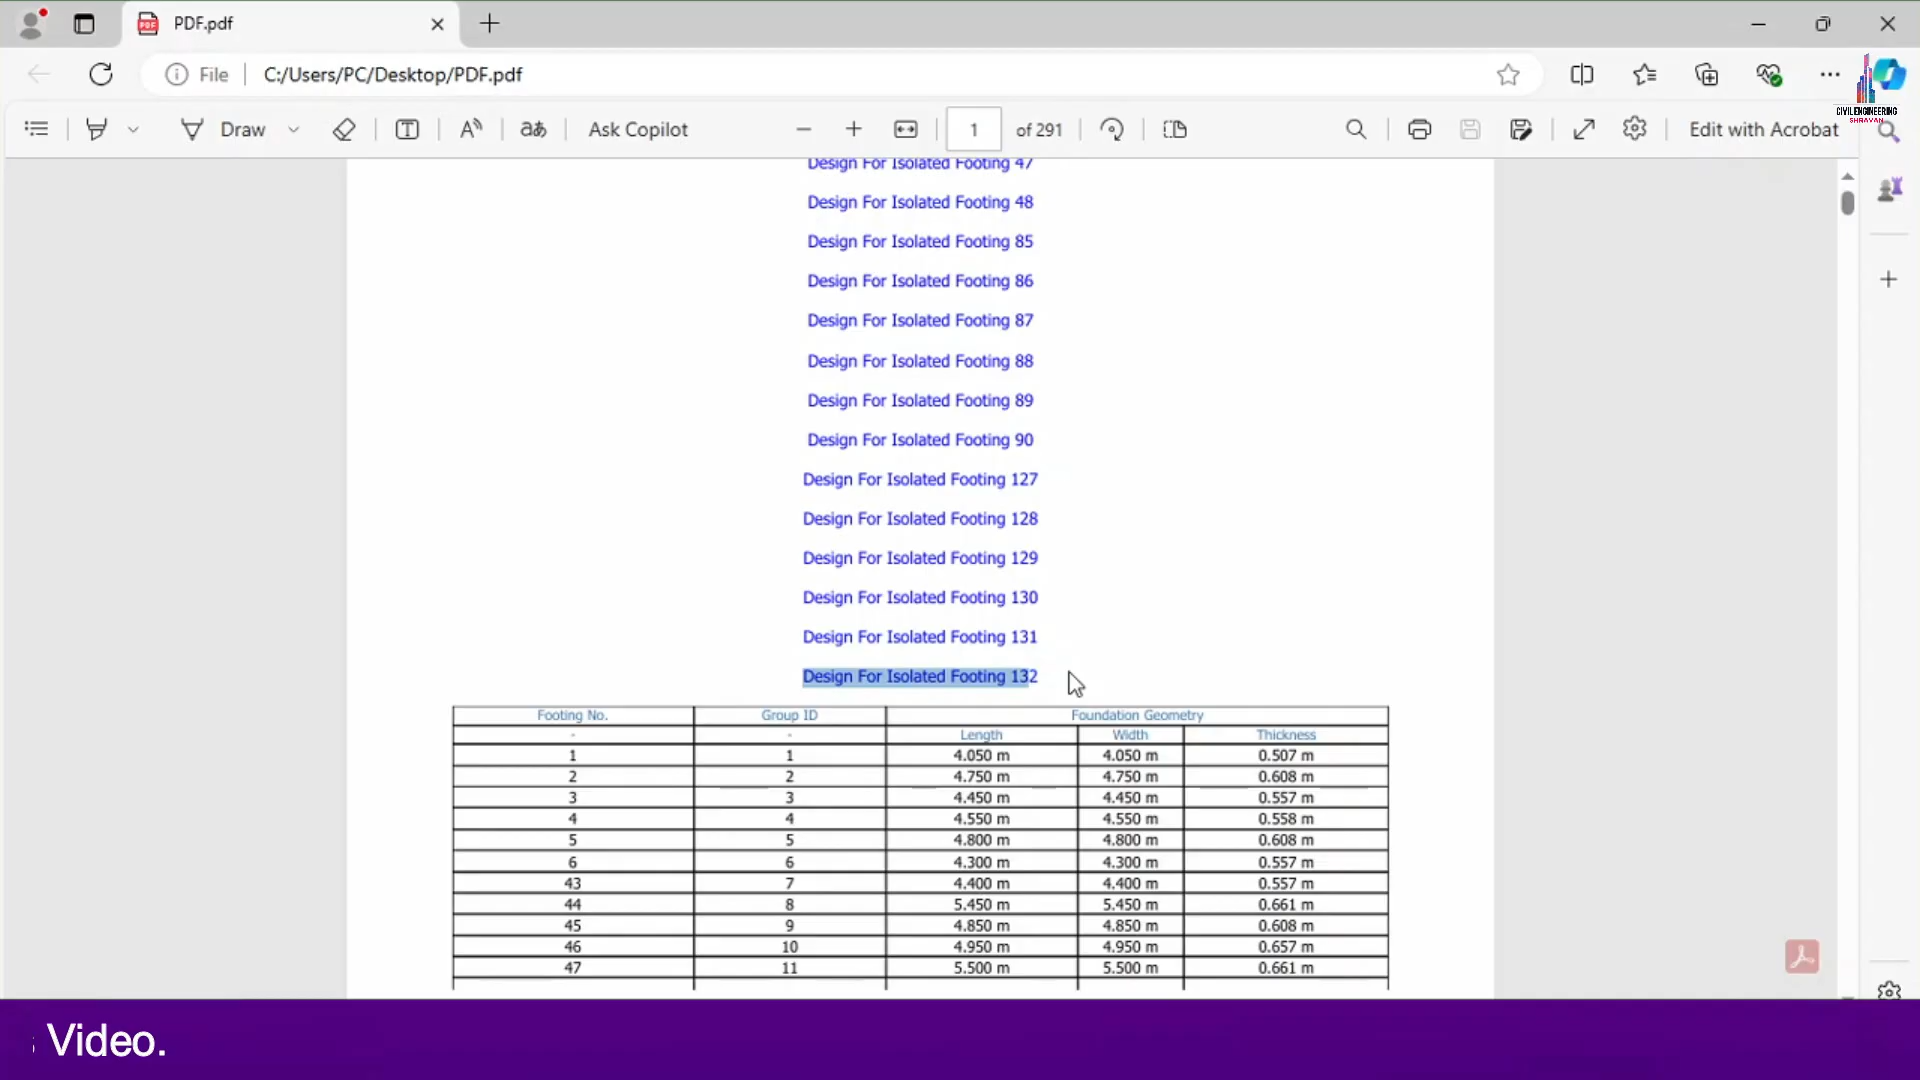 PDF.pdf
File C:/Users/PC/Desktop/PDF.pdf
CIVIL ENGINEERING
SHRAVAN
Draw Ask Copilot 1 of 291 Edit with Acrobat
Design For Isolated Footing 47
Design For Isolated Footing 48
Design For Isolated Footing 85
Design For Isolated Footing 86
Design For Isolated Footing 87
Design For Isolated Footing 88
Design For Isolated Footing 89
Design For Isolated Footing 90
Design For Isolated Footing 127
Design For Isolated Footing 128
Design For Isolated Footing 129
Design For Isolated Footing 130
Design For Isolated Footing 131
Design For Isolated Footing 132
Footing No. Group ID Foundation Geometry
- - Length Width Thickness
1 1 4.050 m 4.050 m 0.507 m
2 2 4.750 m 4.750 m 0.608 m
3 3 4.450 m 4.450 m 0.557 m
4 4 4.550 m 4.550 m 0.558 m
5 5 4.800 m 4.800 m 0.608 m
6 6 4.300 m 4.300 m 0.557 m
43 7 4.400 m 4.400 m 0.557 m
44 8 5.450 m 5.450 m 0.661 m
45 9 4.850 m 4.850 m 0.608 m
46 10 4.950 m 4.950 m 0.657 m
47 11 5.500 m 5.500 m 0.661 m
Video.